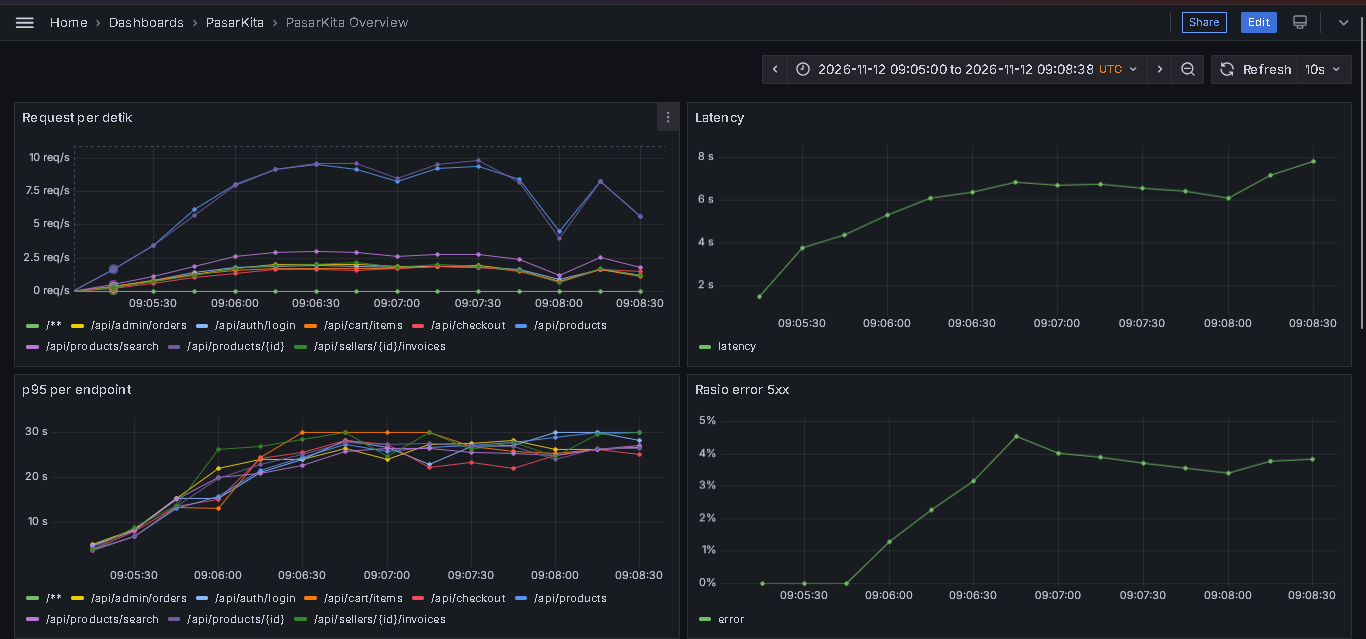 Home › Dashboards › PasarKita › PasarKita Overview
Share
Edit
2026-11-12 09:05:00 to 2026-11-12 09:08:38 UTC
Refresh
10s
Request per detik
10 req/s
7.5 req/s
5 req/s
2.5 req/s
0 req/s
09:05:30 09:06:00 09:06:30 09:07:00 09:07:30 09:08:00 09:08:30
/** /api/admin/orders /api/auth/login /api/cart/items /api/checkout /api/products
/api/products/search /api/products/{id} /api/sellers/{id}/invoices
Latency
8 s
6 s
4 s
2 s
09:05:30 09:06:00 09:06:30 09:07:00 09:07:30 09:08:00 09:08:30
latency
p95 per endpoint
30 s
20 s
10 s
09:05:30 09:06:00 09:06:30 09:07:00 09:07:30 09:08:00 09:08:30
/** /api/admin/orders /api/auth/login /api/cart/items /api/checkout /api/products
/api/products/search /api/products/{id} /api/sellers/{id}/invoices
Rasio error 5xx
5%
4%
3%
2%
1%
0%
09:05:30 09:06:00 09:06:30 09:07:00 09:07:30 09:08:00 09:08:30
error